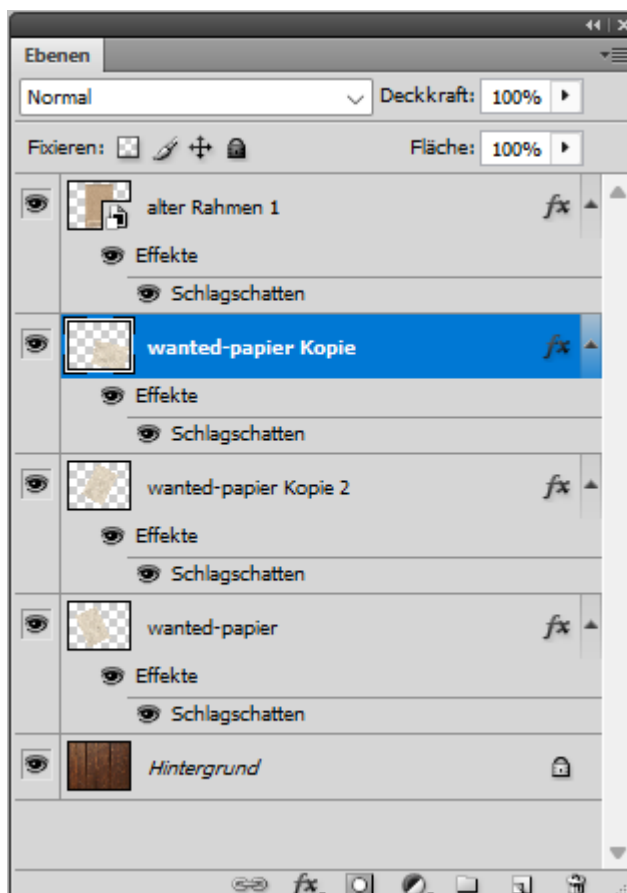 Ebenen
Normal Deckkraft: 100%
Fixieren: Fläche: 100%
alter Rahmen 1 fx
Effekte
Schlagschatten
wanted-papier Kopie fx
Effekte
Schlagschatten
wanted-papier Kopie 2 fx
Effekte
Schlagschatten
wanted-papier fx
Effekte
Schlagschatten
Hintergrund
fx